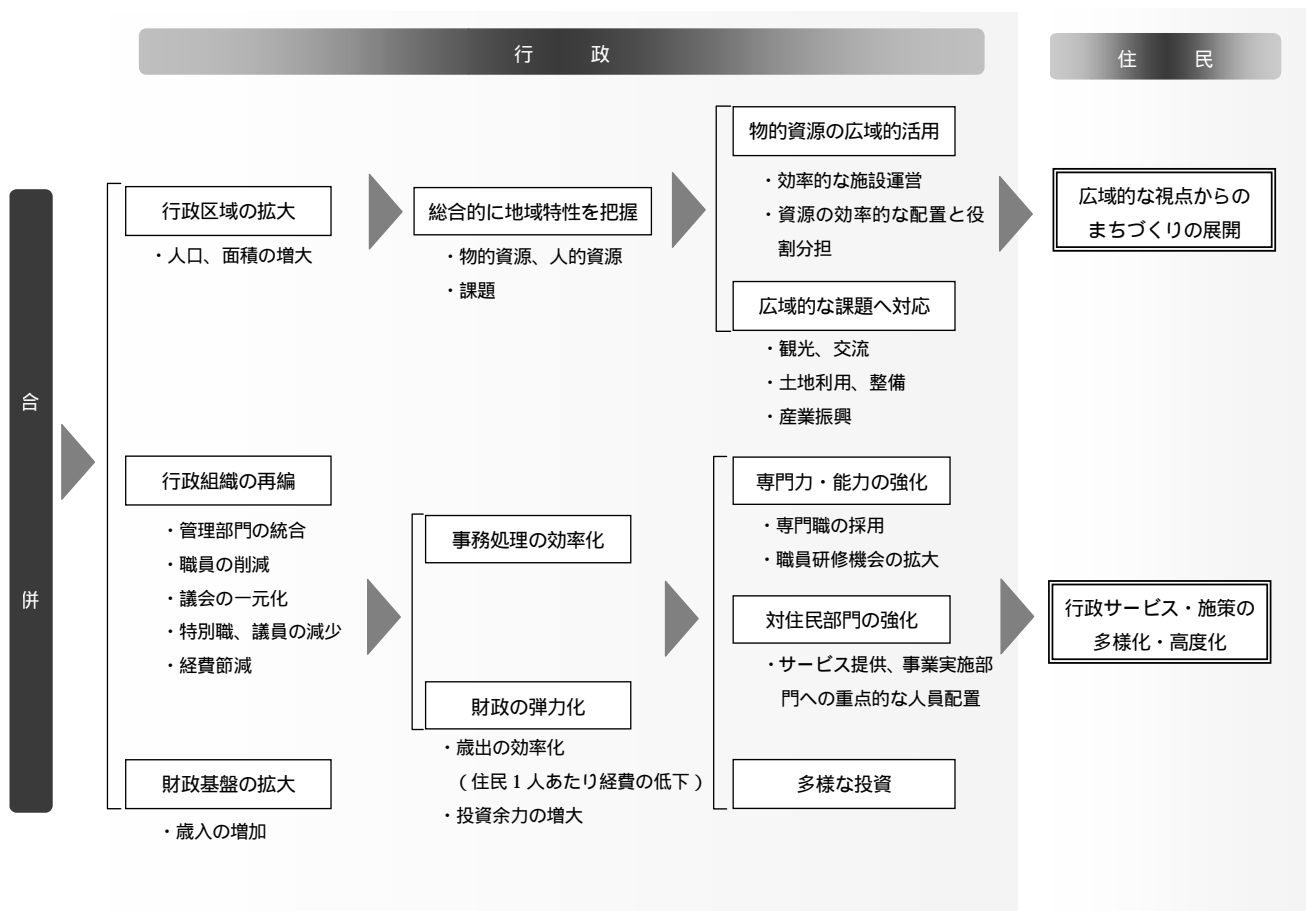 行　政
住　民
合
併
行政区域の拡大
・人口、面積の増大
総合的に地域特性を把握
・物的資源、人的資源
・課題
物的資源の広域的活用
・効率的な施設運営
・資源の効率的な配置と役
割分担
広域的な課題へ対応
・観光、交流
・土地利用、整備
・産業振興
広域的な視点からの
まちづくりの展開
行政組織の再編
・管理部門の統合
・職員の削減
・議会の一元化
・特別職、議員の減少
・経費節減
財政基盤の拡大
・歳入の増加
事務処理の効率化
財政の弾力化
・歳出の効率化
（住民１人あたり経費の低下）
・投資余力の増大
専門力・能力の強化
・専門職の採用
・職員研修機会の拡大
対住民部門の強化
・サービス提供、事業実施部
門への重点的な人員配置
多様な投資
行政サービス・施策の
多様化・高度化